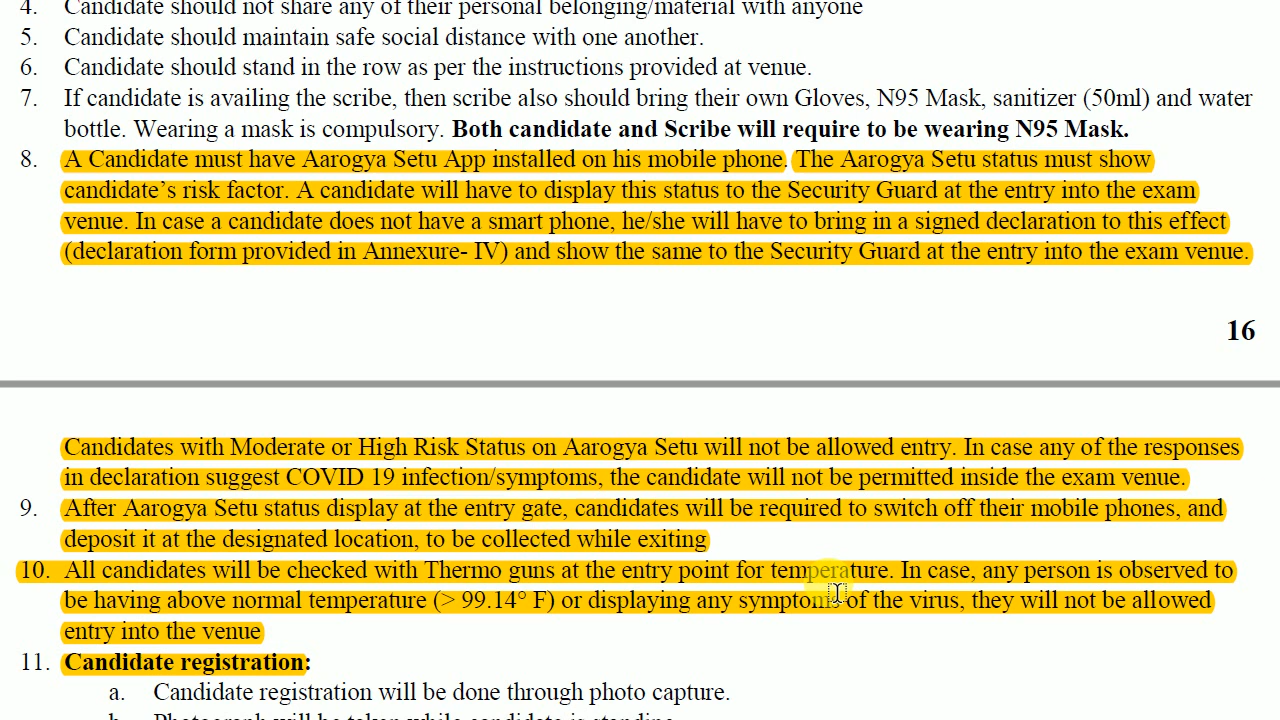 4. Candidate should not share any of their personal belonging/material with anyone
5. Candidate should maintain safe social distance with one another.
6. Candidate should stand in the row as per the instructions provided at venue.
7. If candidate is availing the scribe, then scribe also should bring their own Gloves, N95 Mask, sanitizer (50ml) and water
bottle. Wearing a mask is compulsory. Both candidate and Scribe will require to be wearing N95 Mask.
8. A Candidate must have Aarogya Setu App installed on his mobile phone. The Aarogya Setu status must show
candidate’s risk factor. A candidate will have to display this status to the Security Guard at the entry into the exam
venue. In case a candidate does not have a smart phone, he/she will have to bring in a signed declaration to this effect
(declaration form provided in Annexure- IV) and show the same to the Security Guard at the entry into the exam venue.
16
Candidates with Moderate or High Risk Status on Aarogya Setu will not be allowed entry. In case any of the responses
in declaration suggest COVID 19 infection/symptoms, the candidate will not be permitted inside the exam venue.
9. After Aarogya Setu status display at the entry gate, candidates will be required to switch off their mobile phones, and
deposit it at the designated location, to be collected while exiting
10. All candidates will be checked with Thermo guns at the entry point for temperature. In case, any person is observed to
be having above normal temperature (> 99.14° F) or displaying any symptoms of the virus, they will not be allowed
entry into the venue
11. Candidate registration:
a. Candidate registration will be done through photo capture.
b. Photograph will be taken while candidate is standing